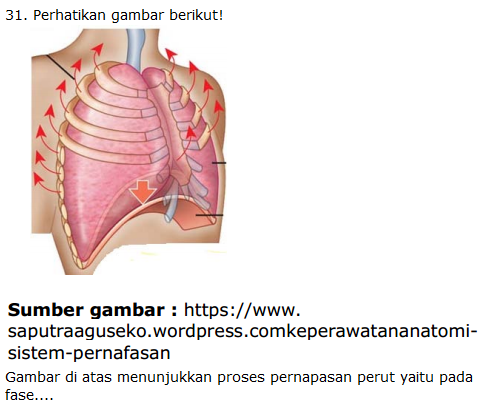 31. Perhatikan gambar berikut!
Sumber gambar : https://www.
saputraaguseko.wordpress.comkeperawatananatomi-
sistem-pernafasan
Gambar di atas menunjukkan proses pernapasan perut yaitu pada
fase....